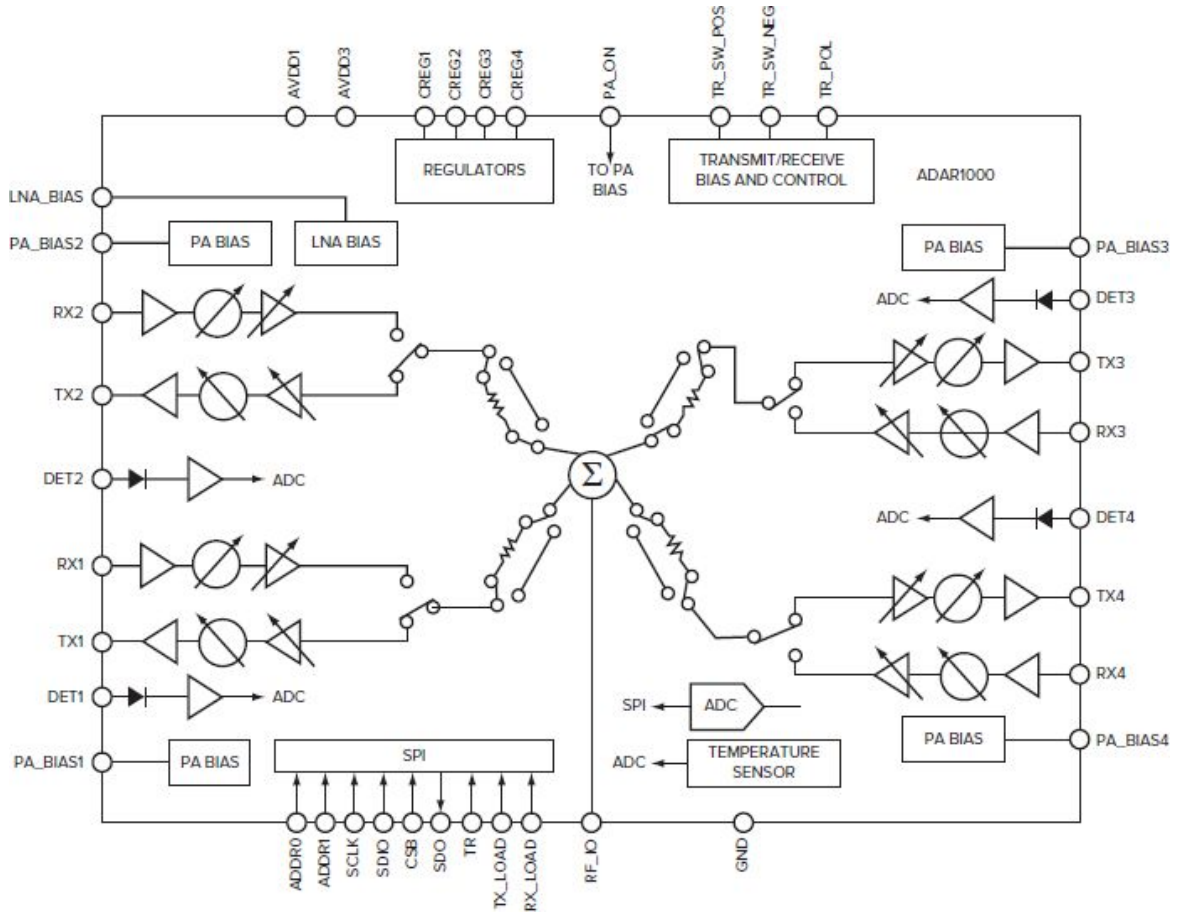 AVDD1
AVDD3
CREG1
CREG2
CREG3
CREG4
PA_ON
TR_SW_POS
TR_SW_NEG
TR_POL
REGULATORS
TO PA
BIAS
TRANSMIT/RECEIVE
BIAS AND CONTROL
ADAR1000
LNA_BIAS
PA_BIAS2
PA BIAS
LNA BIAS
PA BIAS
PA_BIAS3
RX2
ADC
DET3
TX2
TX3
RX3
DET2
ADC
Σ
ADC
DET4
RX1
TX4
TX1
RX4
DET1
ADC
SPI
ADC
PA BIAS
PA_BIAS4
PA_BIAS1
PA BIAS
SPI
ADC
TEMPERATURE
SENSOR
ADDR0
ADDR1
SCLK
SDIO
CSB
SDO
TR
TX_LOAD
RX_LOAD
RF_IO
GND